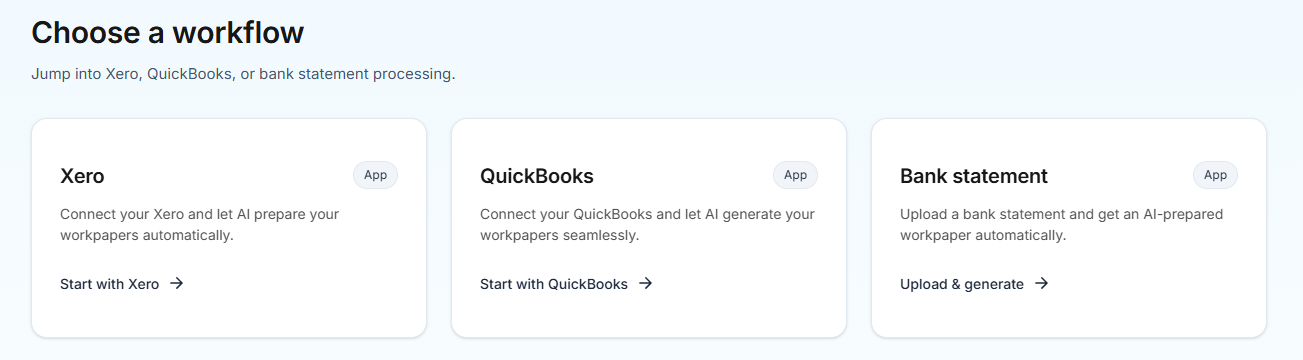 Choose a workflow
Jump into Xero, QuickBooks, or bank statement processing.
Xero
App
Connect your Xero and let AI prepare your
workpapers automatically.
Start with Xero →
QuickBooks
App
Connect your QuickBooks and let AI generate your
workpapers seamlessly.
Start with QuickBooks →
Bank statement
App
Upload a bank statement and get an AI-prepared
workpaper automatically.
Upload & generate →